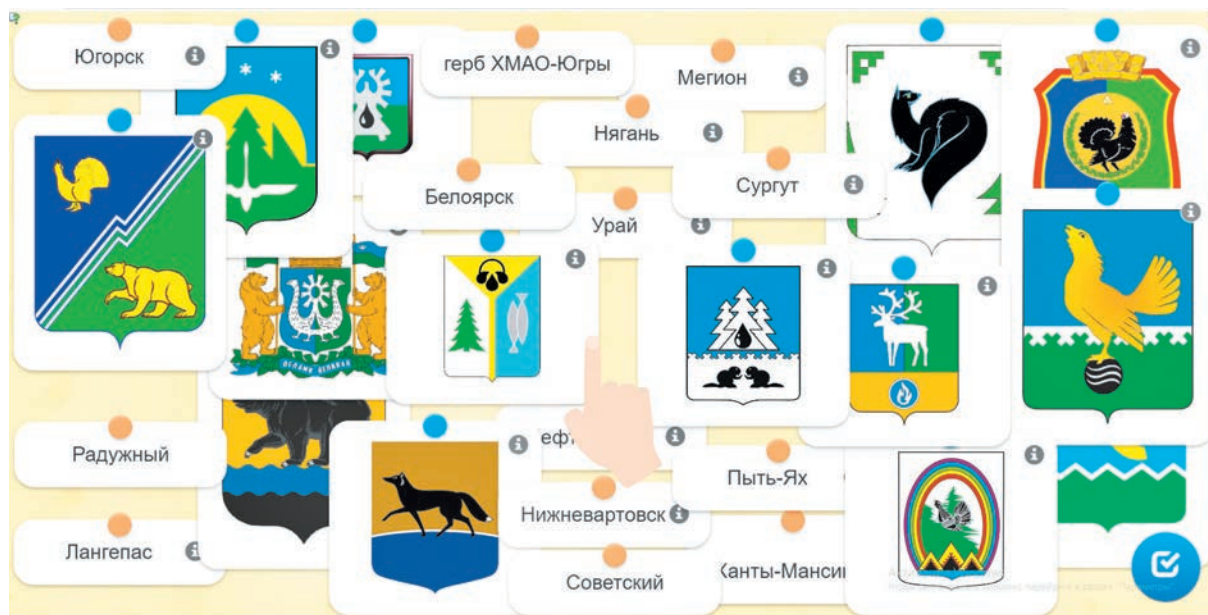 Югорск
герб ХМАО-Югры
Мегион
Нягань
Белоярск
Сургут
Урай
Радужный
Пыть-Ях
Нижневартовск
Лангепас
Советский